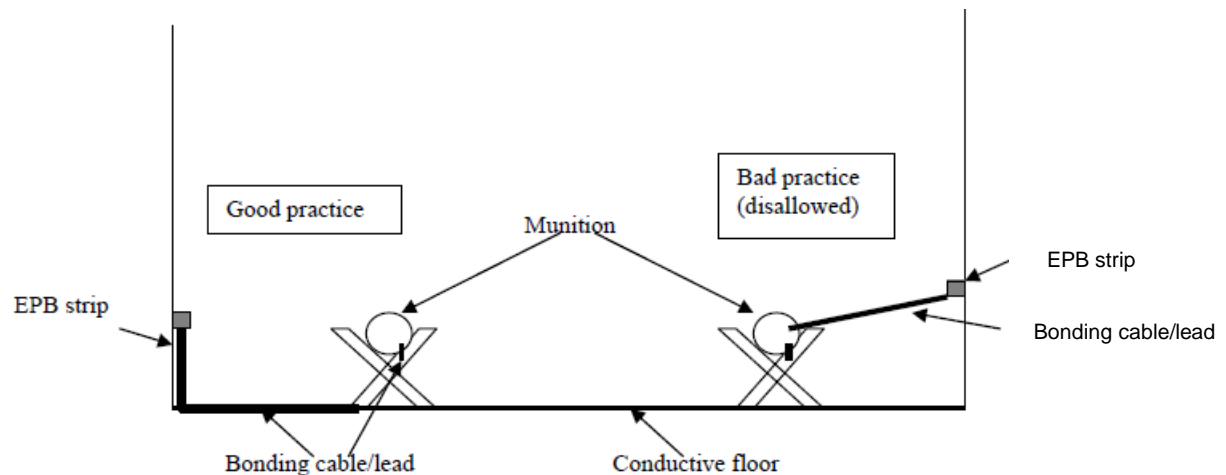 Good practice
Bad practice
(disallowed)
Munition
EPB strip
EPB strip
Bonding cable/lead
Bonding cable/lead
Conductive floor